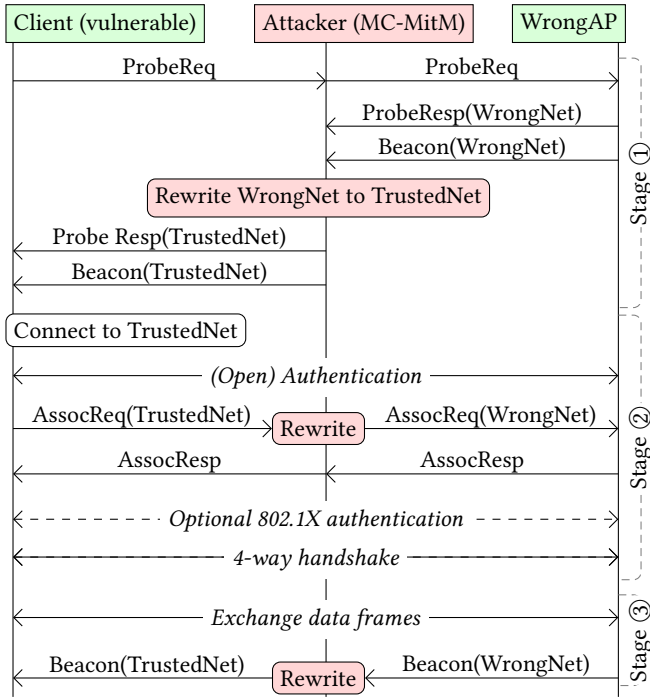 Client (vulnerable) Attacker (MC-MitM) WrongAP
ProbeReq ProbeReq
ProbeResp(WrongNet)
Beacon(WrongNet)
Rewrite WrongNet to TrustedNet
Probe Resp(TrustedNet)
Beacon(TrustedNet)
Stage ①
Connect to TrustedNet
(Open) Authentication
AssocReq(TrustedNet) Rewrite AssocReq(WrongNet)
AssocResp AssocResp
Optional 802.1X authentication
4-way handshake
Stage ②
Exchange data frames
Beacon(TrustedNet) Rewrite Beacon(WrongNet)
Stage ③